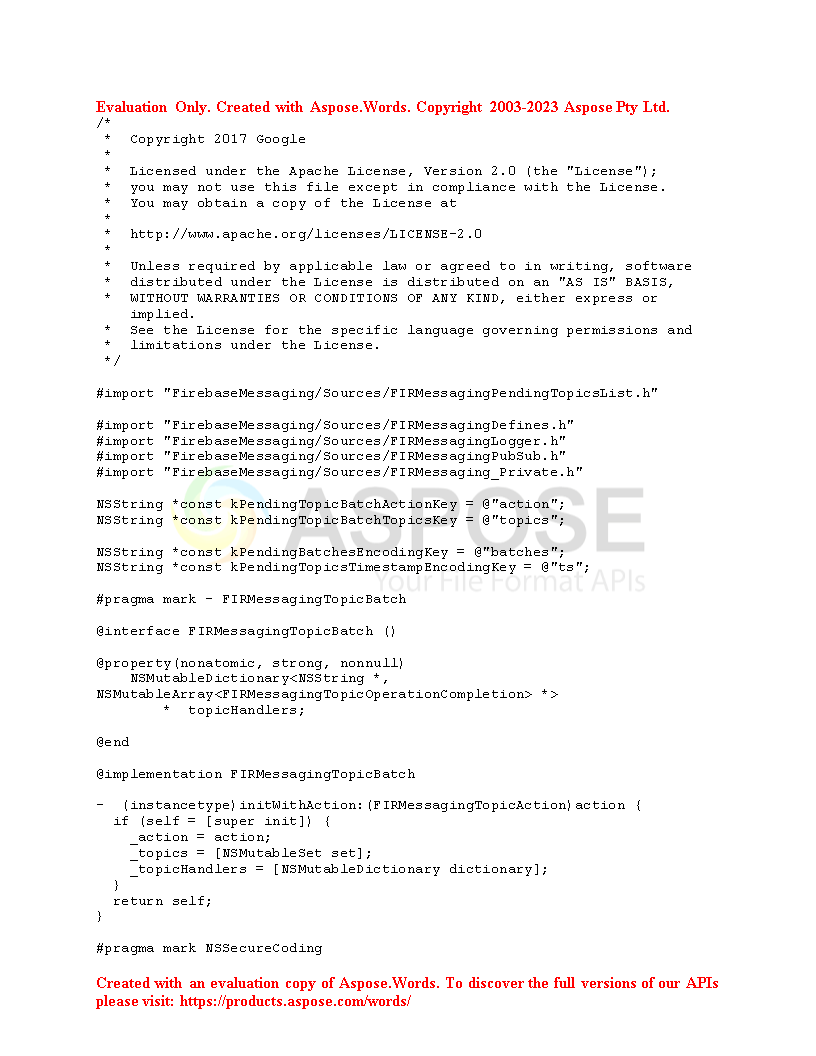 Evaluation Only. Created with Aspose.Words. Copyright 2003-2023 Aspose Pty Ltd.
/*
 *  Copyright 2017 Google
 *
 *  Licensed under the Apache License, Version 2.0 (the "License");
 *  you may not use this file except in compliance with the License.
 *  You may obtain a copy of the License at
 *
 *  http://www.apache.org/licenses/LICENSE-2.0
 *
 *  Unless required by applicable law or agreed to in writing, software
 *  distributed under the License is distributed on an "AS IS" BASIS,
 *  WITHOUT WARRANTIES OR CONDITIONS OF ANY KIND, either express or
    implied.
 *  See the License for the specific language governing permissions and
 *  limitations under the License.
 */

#import "FirebaseMessaging/Sources/FIRMessagingPendingTopicsList.h"

#import "FirebaseMessaging/Sources/FIRMessagingDefines.h"
#import "FirebaseMessaging/Sources/FIRMessagingLogger.h"
#import "FirebaseMessaging/Sources/FIRMessagingPubSub.h"
#import "FirebaseMessaging/Sources/FIRMessaging_Private.h"

NSString *const kPendingTopicBatchActionKey = @"action";
NSString *const kPendingTopicBatchTopicsKey = @"topics";
ASPOSE

NSString *const kPendingBatchesEncodingKey = @"batches";
NSString *const kPendingTopicsTimestampEncodingKey = @"ts";
Your File Format APIs

#pragma mark - FIRMessagingTopicBatch

@interface FIRMessagingTopicBatch ()

@property(nonatomic, strong, nonnull)
    NSMutableDictionary<NSString *,
NSMutableArray<FIRMessagingTopicOperationCompletion> *>
        *  topicHandlers;

@end

@implementation FIRMessagingTopicBatch

-  (instancetype)initWithAction:(FIRMessagingTopicAction)action {
  if (self = [super init]) {
    _action = action;
    _topics = [NSMutableSet set];
    _topicHandlers = [NSMutableDictionary dictionary];
  }
  return self;
}

#pragma mark NSSecureCoding

Created with an evaluation copy of Aspose.Words. To discover the full versions of our APIs
please visit: https://products.aspose.com/words/